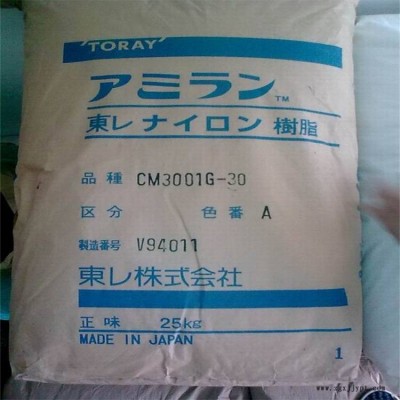 TORAY
アミラン™
東レ ナイロン 樹脂
品種 CM3001G-30
区分 色番 A
製造番号 V94011
東レ株式会社
正味 25kg
MADE IN JAPAN
1